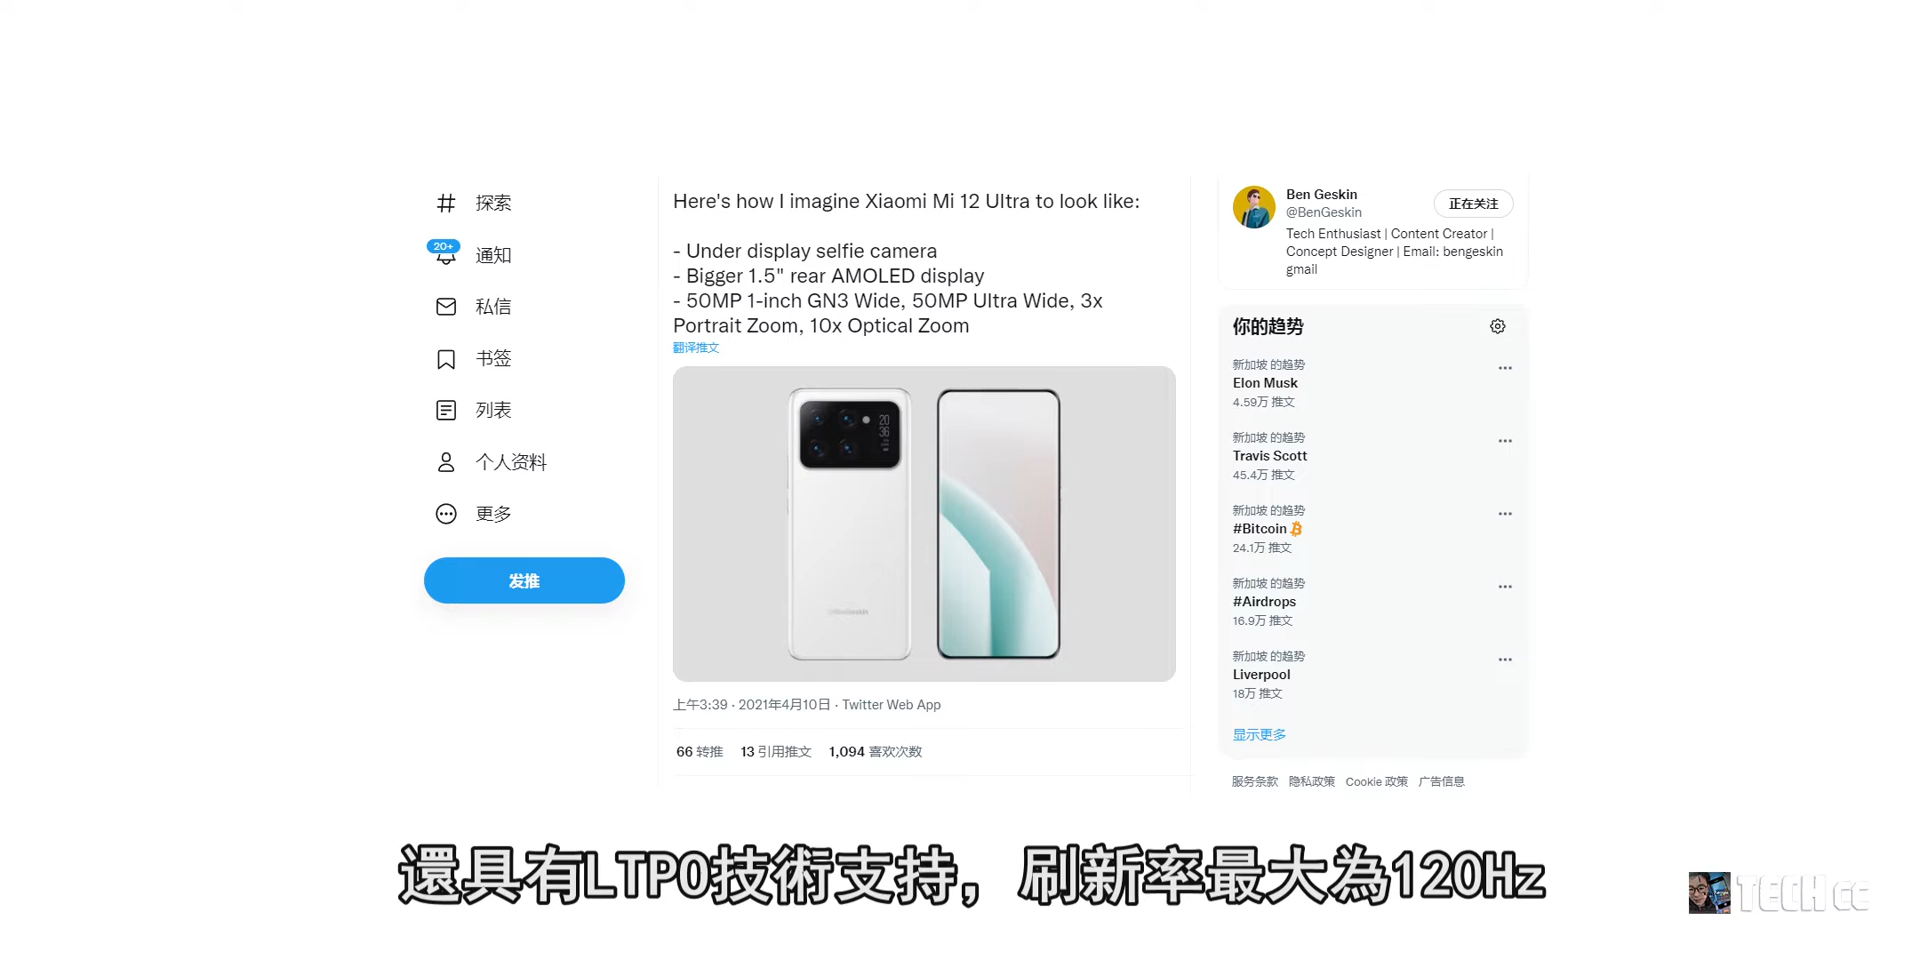 探索
20+
通知
私信
书签
列表
个人资料
更多
发推
Here's how I imagine Xiaomi Mi 12 Ultra to look like:
- Under display selfie camera
- Bigger 1.5" rear AMOLED display
- 50MP 1-inch GN3 Wide, 50MP Ultra Wide, 3x
Portrait Zoom, 10x Optical Zoom
翻译推文
上午3:39 · 2021年4月10日 · Twitter Web App
66 转推 13 引用推文 1,094 喜欢次数
Ben Geskin
@BenGeskin
正在关注
Tech Enthusiast | Content Creator |
Concept Designer | Email: bengeskin
gmail
你的趋势
新加坡 的趋势
Elon Musk
4.59万 推文
新加坡 的趋势
Travis Scott
45.4万 推文
新加坡 的趋势
#Bitcoin
24.1万 推文
新加坡 的趋势
#Airdrops
16.9万 推文
新加坡 的趋势
Liverpool
18万 推文
显示更多
服务条款 隐私政策 Cookie 政策 广告信息
還具有LTPO技術支持，刷新率最大為120Hz
TECH CC